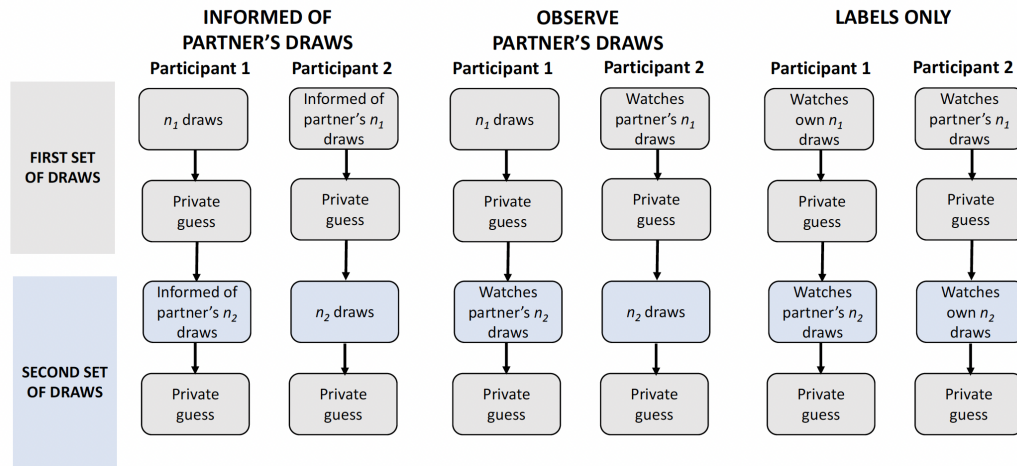 INFORMED OF
PARTNER'S DRAWS
OBSERVE
PARTNER'S DRAWS
LABELS ONLY
Participant 1
Participant 2
Participant 1
Participant 2
Participant 1
Participant 2
FIRST SET
OF DRAWS
n₁ draws
Informed of
partner's n₁
draws
n₁ draws
Watches
partner's n₁
draws
Watches
own n₁
draws
Watches
partner's n₁
draws
Private
guess
Private
guess
Private
guess
Private
guess
Private
guess
Private
guess
SECOND SET
OF DRAWS
Informed of
partner's n₂
draws
n₂ draws
Watches
partner's n₂
draws
n₂ draws
Watches
partner's n₂
draws
Watches
own n₂
draws
Private
guess
Private
guess
Private
guess
Private
guess
Private
guess
Private
guess